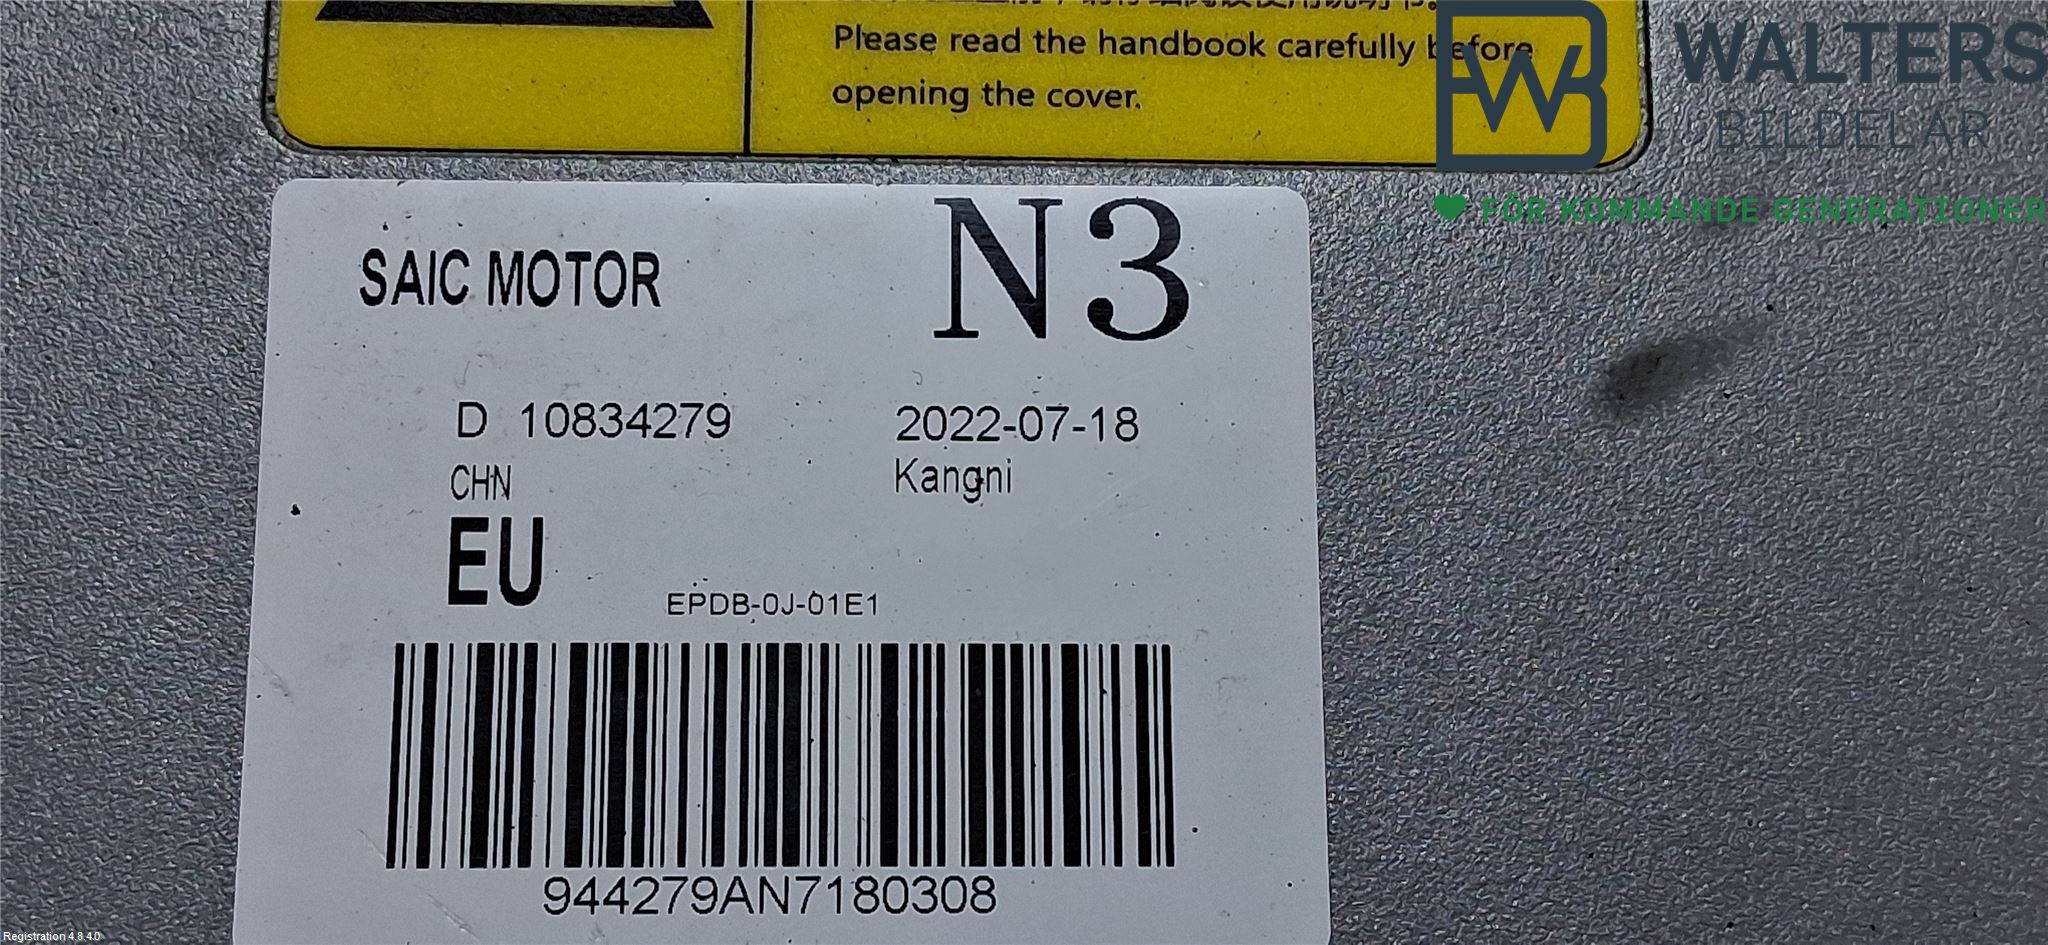 Please read the handbook carefully before
opening the cover.
WALTERS
BILDELAR
FÖR KOMMANDE GENERATIONER
SAIC MOTOR
N3
D 10834279
2022-07-18
CHN
Kangni
EU
EPDB-0J-01E1
944279AN7180308
Registration 4.8.4.0